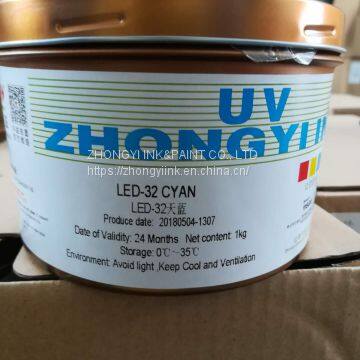 UV
ZHONGYI INK
ZHONGYI INK&PAINT CO., LTD
https://zhongyiink.en.china.cn/
LED-32 CYAN
LED-32天蓝
Produce date: 20180504-1307
Date of Validity: 24 Months Net content: 1kg
Storage: 0℃~35℃
Environment: Avoid light ,Keep Cool and Ventilation